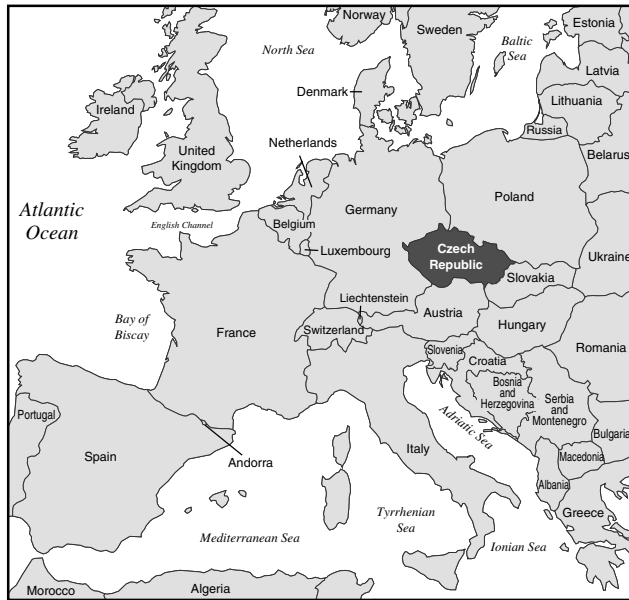 Norway
Sweden
Estonia
North Sea
Baltic
Sea
Latvia
Denmark
Lithuania
Ireland
Russia
Netherlands
United
Kingdom
Belarus
Poland
Atlantic
Ocean
Germany
English Channel
Belgium
Czech
Republic
Luxembourg
Ukraine
Slovakia
Liechtenstein
Austria
Bay of
Biscay
France
Switzerland
Hungary
Slovenia
Croatia
Romania
Bosnia
and
Herzegovina
Serbia
and
Montenegro
Portugal
Adriatic Sea
Bulgaria
Spain
Italy
Andorra
Macedonia
Albania
Tyrrhenian
Sea
Greece
Mediterranean Sea
Ionian Sea
Morocco
Algeria